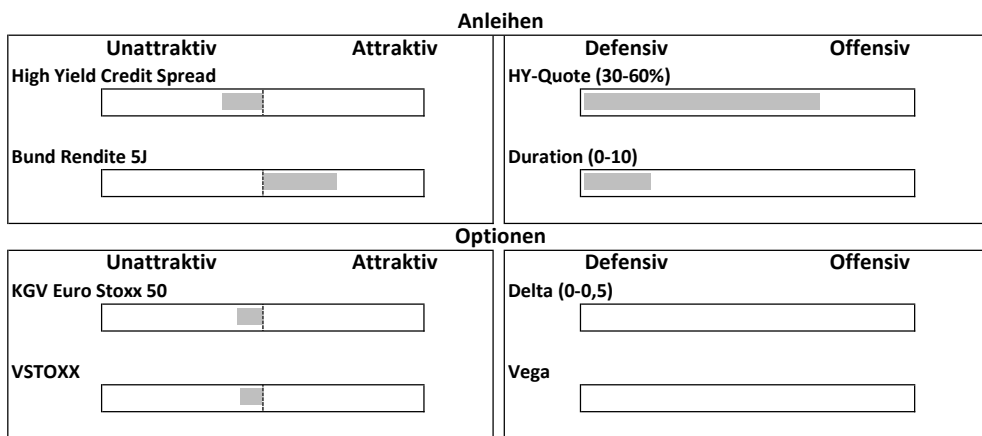 Anleihen
Unattraktiv Attraktiv Defensiv Offensiv
High Yield Credit Spread HY-Quote (30-60%)
Bund Rendite 5J Duration (0-10)
Optionen
Unattraktiv Attraktiv Defensiv Offensiv
KGV Euro Stoxx 50 Delta (0-0,5)
VSTOXX Vega